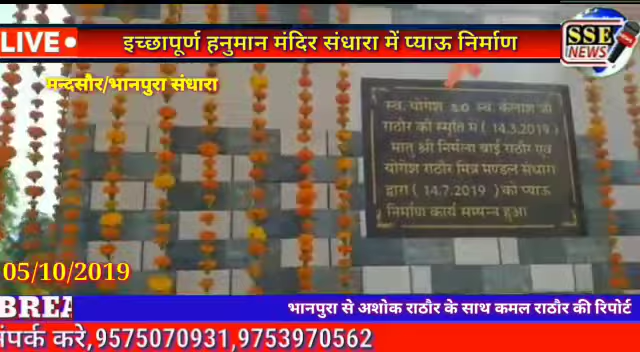 LIVE
इच्छापूर्ण हनुमान मंदिर संधारा में प्याऊ निर्माण
SSE
NEWS
मन्दसौर/भानपुरा संधारा
स्व. योगेश s.o स्व कैलाश जी
राठौर की स्मृति में ( 14.3.2019 )
मातु श्री निर्मला बाई राठौर एवं
योगेश राठौर मित्र मण्डल संधारा
द्वारा ( 14.7.2019 ) को प्याऊ
निर्माण कार्य सम्पन्न हुआ
05/10/2019
BREA
भानपुरा से अशोक राठौर के साथ कमल राठौर की रिपोर्ट
संपर्क करे,9575070931,9753970562